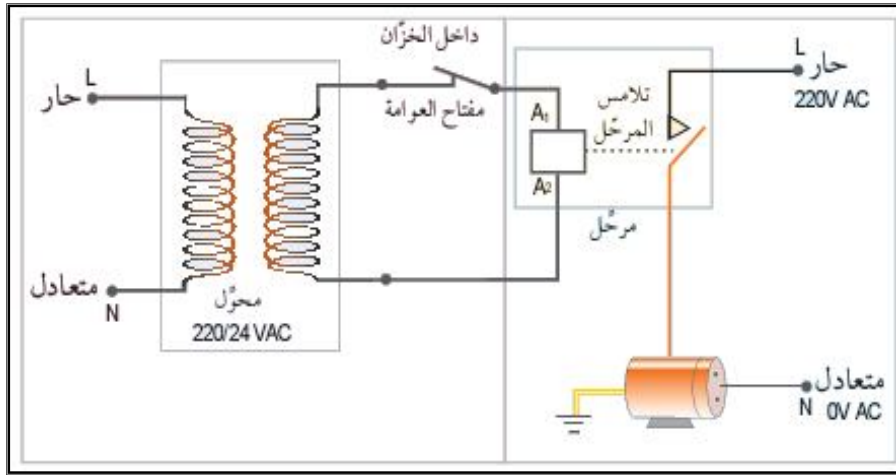 داخل الخزّان
مفتاح العوامة
L
حار
متعادل
N
محوّل
220/24 VAC
A1
A2
تلامس
المرحّل
مرحّل
L
حار
220V AC
متعادل
N 0V AC